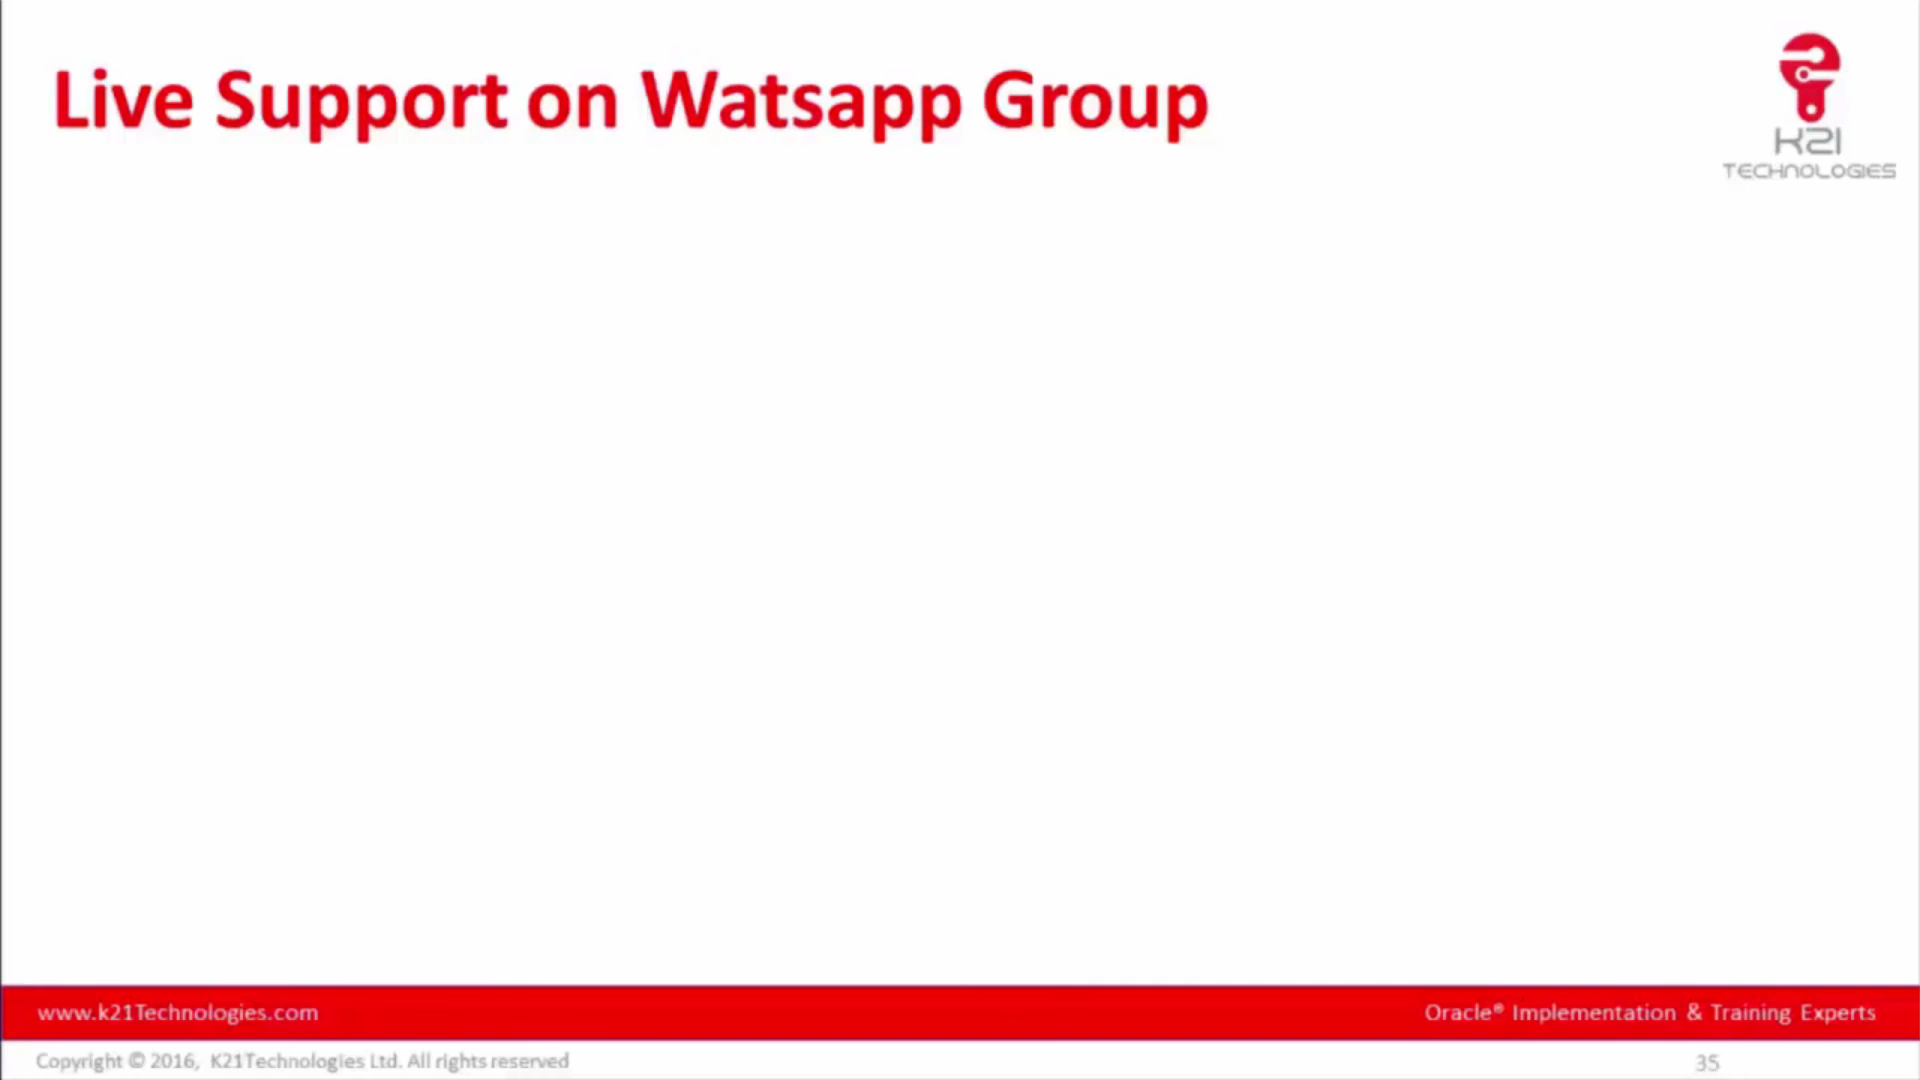 Live Support on Watsapp Group
K21
TECHNOLOGIES
www.k21Technologies.com
Oracle® Implementation & Training Experts
Copyright © 2016, K21Technologies Ltd. All rights reserved
35